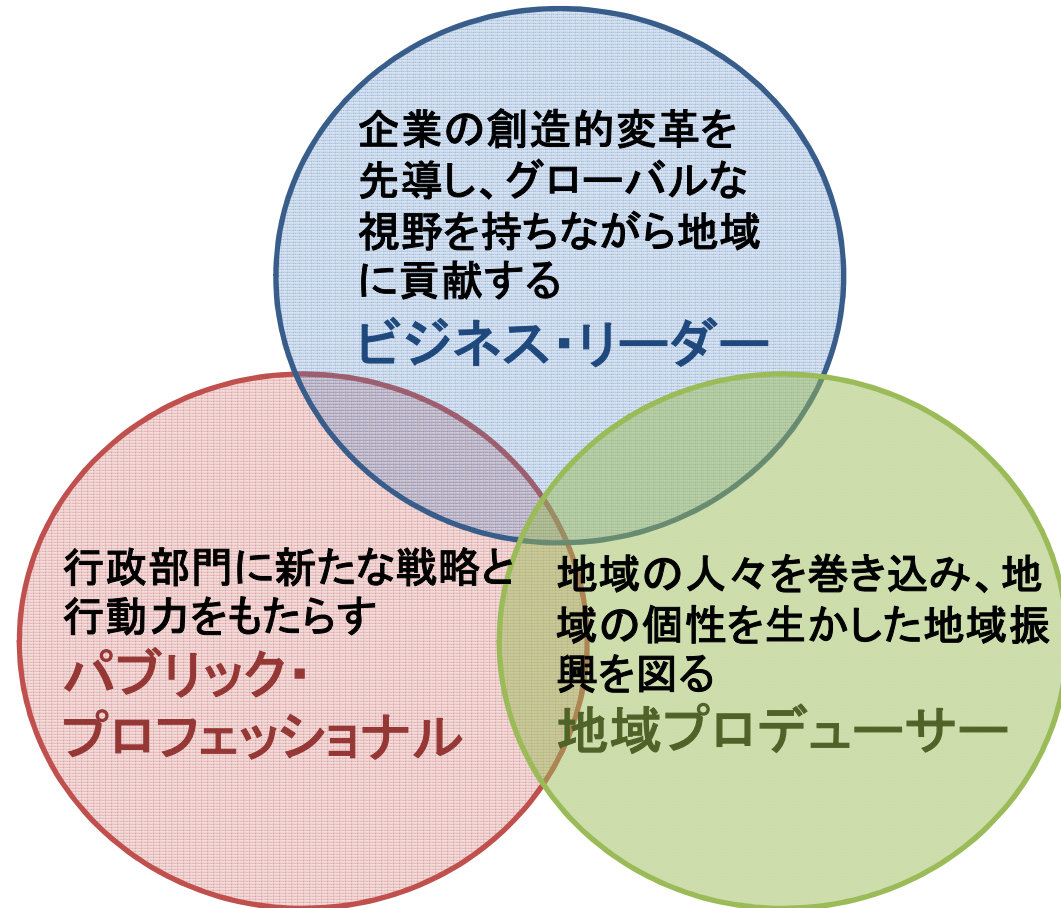 企業の創造的変革を
先導し、グローバルな
視野を持ちながら地域
に貢献する
ビジネス・リーダー
行政部門に新たな戦略と
行動力をもたらす
パブリック・
プロフェッショナル
地域の人々を巻き込み、地
域の個性を生かした地域振
興を図る
地域プロデューサー